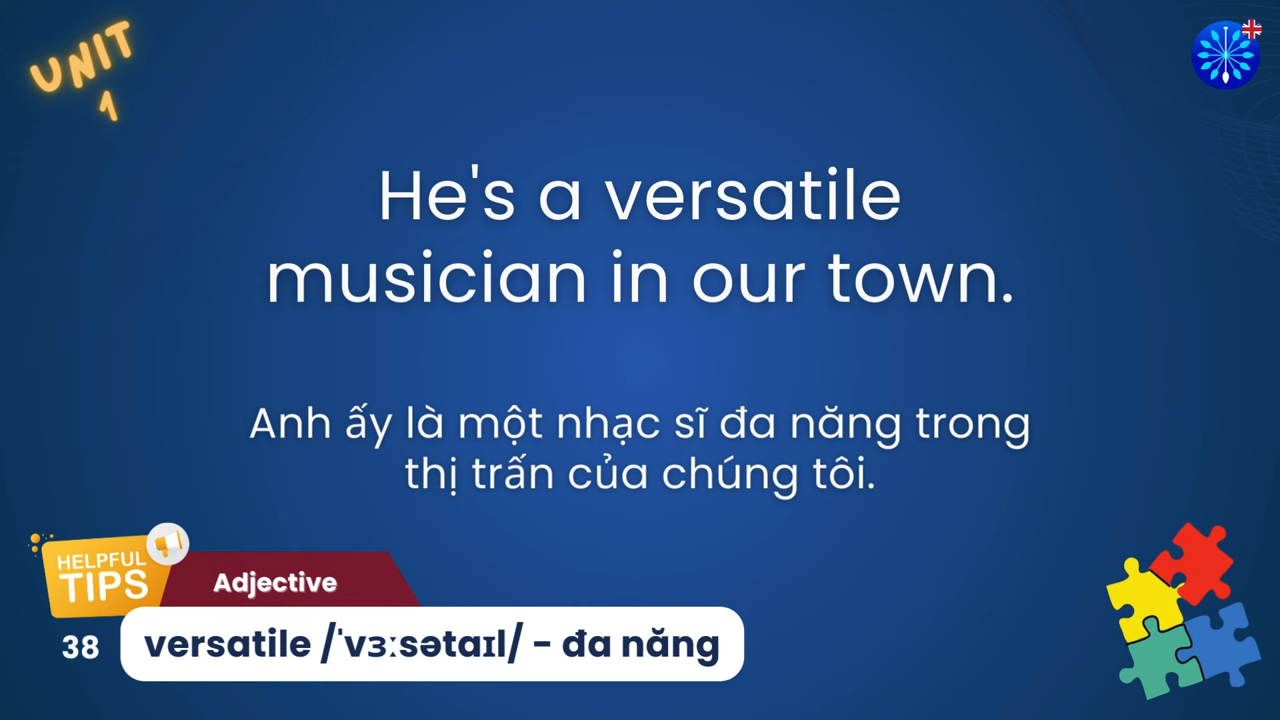 UNIT
1
He's a versatile
musician in our town.
Anh ấy là một nhạc sĩ đa năng trong
thị trấn của chúng tôi.
HELPFUL
TIPS
Adjective
38
versatile /ˈvɜːsətaɪl/ - đa năng